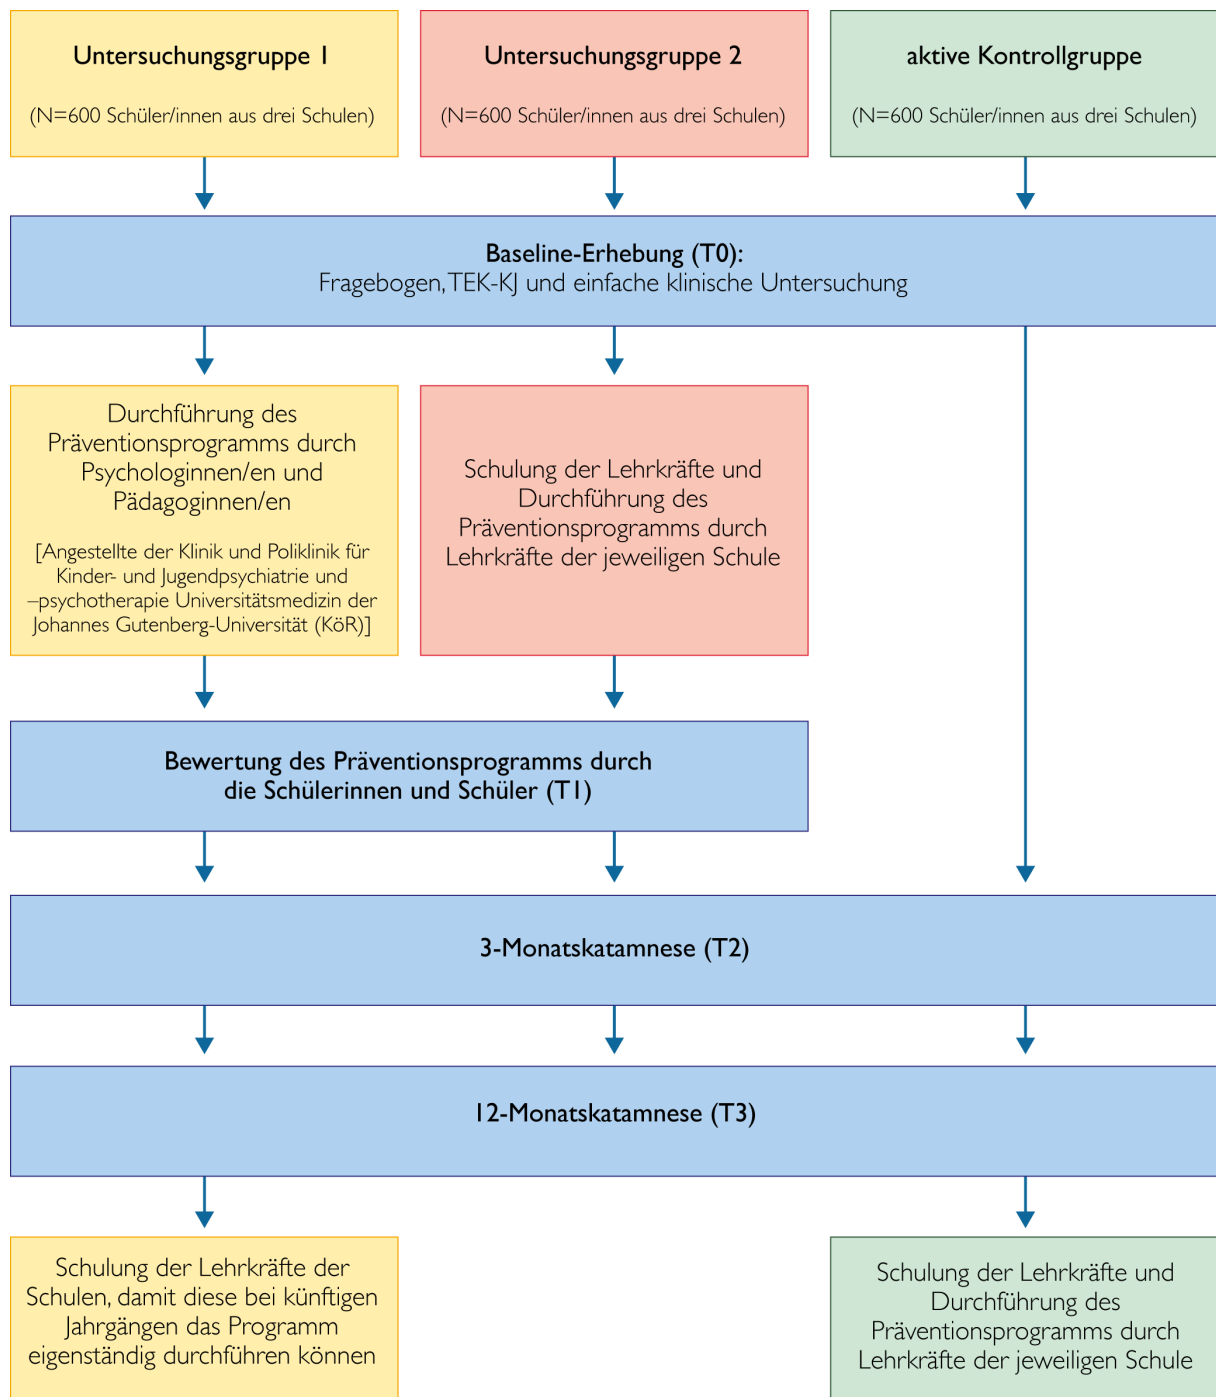 Untersuchungsgruppe 1
(N=600 Schüler/innen aus drei Schulen)
Untersuchungsgruppe 2
(N=600 Schüler/innen aus drei Schulen)
aktive Kontrollgruppe
(N=600 Schüler/innen aus drei Schulen)
Baseline-Erhebung (T0):
Fragebogen, TEK-KJ und einfache klinische Untersuchung
Durchführung des
Präventionsprogramms durch
Psychologinnen/en und
Pädagoginnen/en
[Angestellte der Klinik und Poliklinik für
Kinder- und Jugendpsychiatrie und
–psychotherapie Universitätsmedizin der
Johannes Gutenberg-Universität (KöR)]
Schulung der Lehrkräfte und
Durchführung des
Präventionsprogramms durch
Lehrkräfte der jeweiligen Schule
Bewertung des Präventionsprogramms durch
die Schülerinnen und Schüler (T1)
3-Monatskatamnese (T2)
12-Monatskatamnese (T3)
Schulung der Lehrkräfte der
Schulen, damit diese bei künftigen
Jahrgängen das Programm
eigenständig durchführen können
Schulung der Lehrkräfte und
Durchführung des
Präventionsprogramms durch
Lehrkräfte der jeweiligen Schule